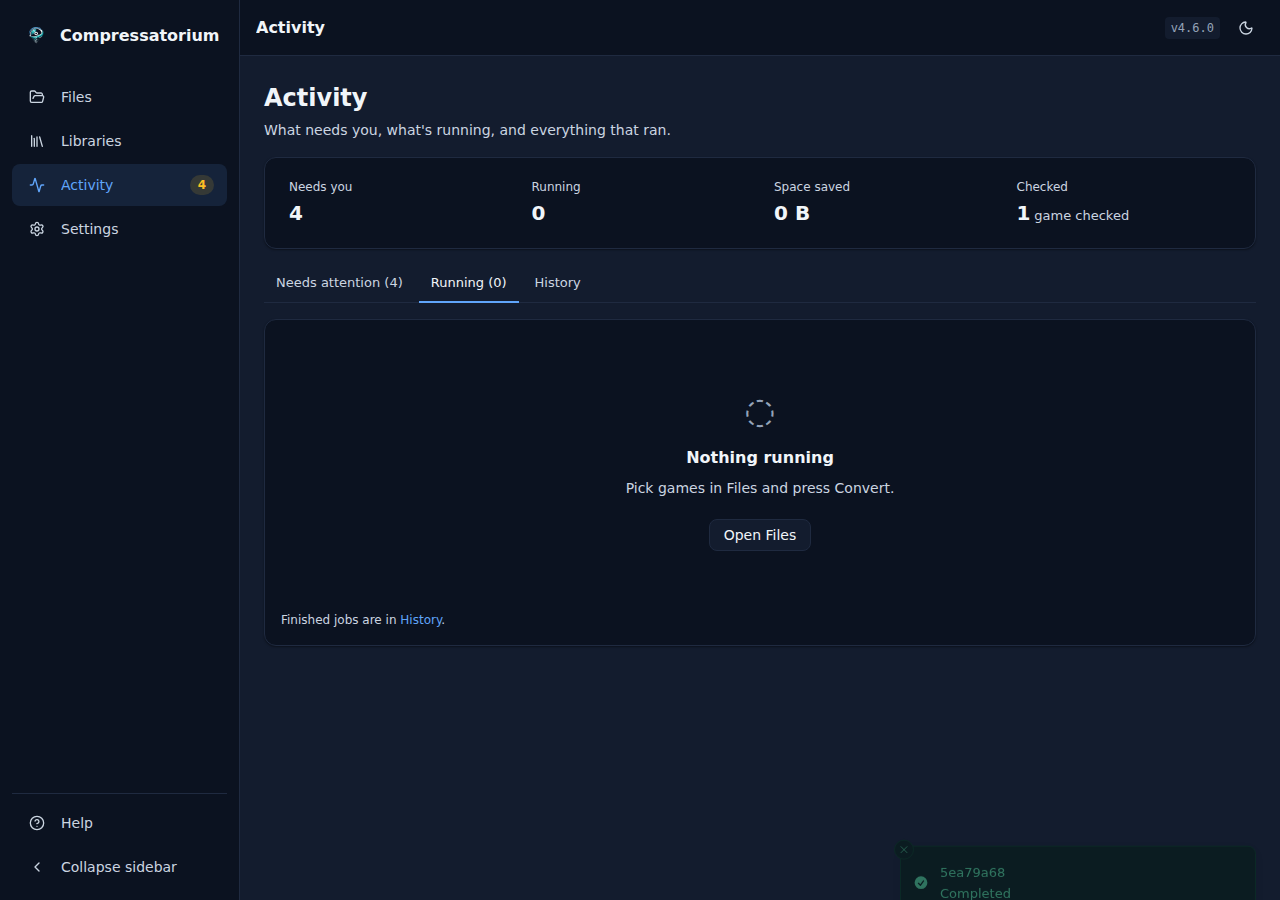 Compressatorium
Files
Libraries
Activity 4
Settings
Help
Collapse sidebar
Activity
v4.6.0
Activity
What needs you, what's running, and everything that ran.
Needs you
4
Running
0
Space saved
0 B
Checked
1 game checked
Needs attention (4) Running (0) History
Nothing running
Pick games in Files and press Convert.
Open Files
Finished jobs are in History.
5ea79a68
Completed